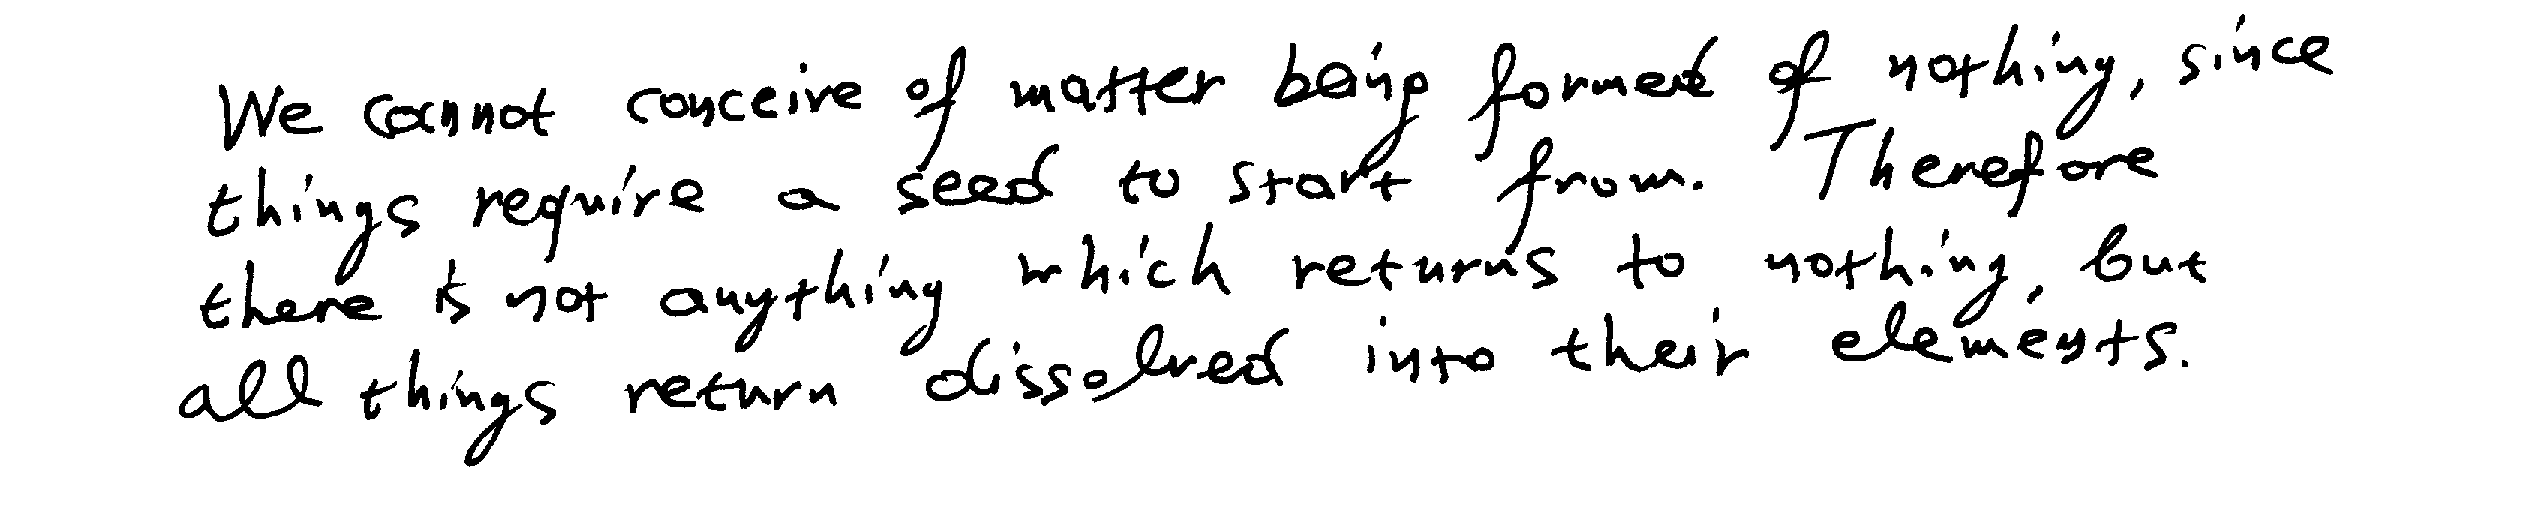 We cannot conceive of matter being formed of nothing, since
things require a seed to start from. Therefore
there is not anything which returns to nothing, but
all things return dissolved into their elements.